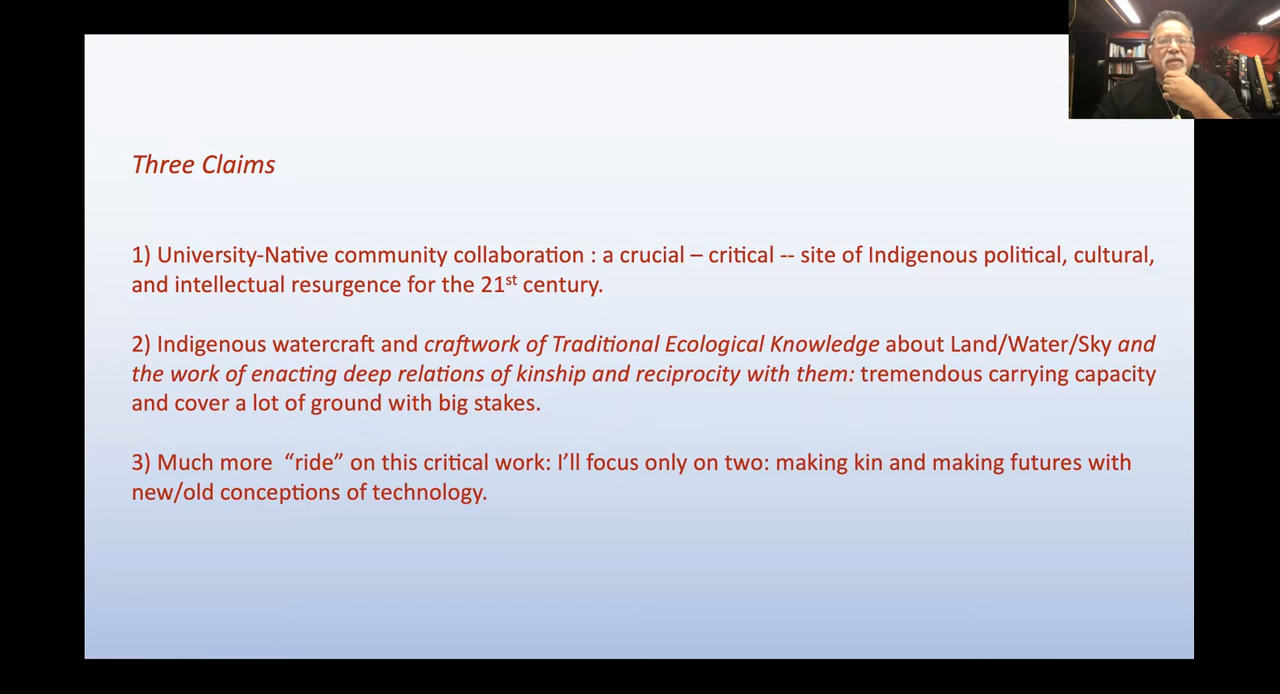 Three Claims
1) University-Native community collaboration : a crucial – critical -- site of Indigenous political, cultural,
and intellectual resurgence for the 21st century.
2) Indigenous watercraft and craftwork of Traditional Ecological Knowledge about Land/Water/Sky and
the work of enacting deep relations of kinship and reciprocity with them: tremendous carrying capacity
and cover a lot of ground with big stakes.
3) Much more  “ride” on this critical work: I’ll focus only on two: making kin and making futures with
new/old conceptions of technology.